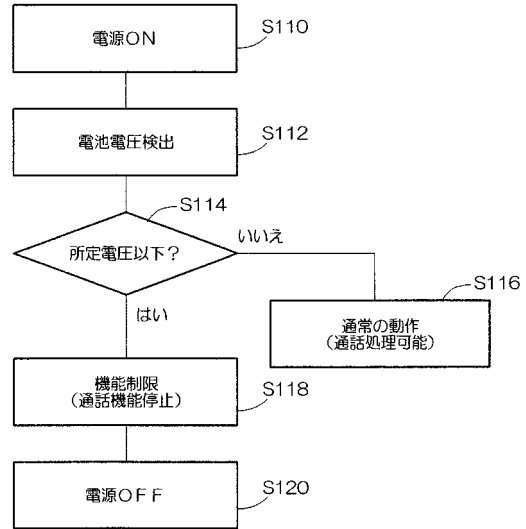 電源ON
S110
電池電圧検出
S112
S114
所定電圧以下？
いいえ
はい
S116
通常の動作
（通話処理可能）
機能制限
（通話機能停止）
S118
電源OFF
S120